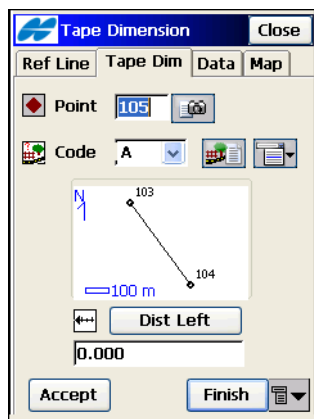 Tape Dimension Close
Ref Line Tape Dim Data Map
Point 105
Code A
N
103
104
100 m
Dist Left
0.000
Accept Finish